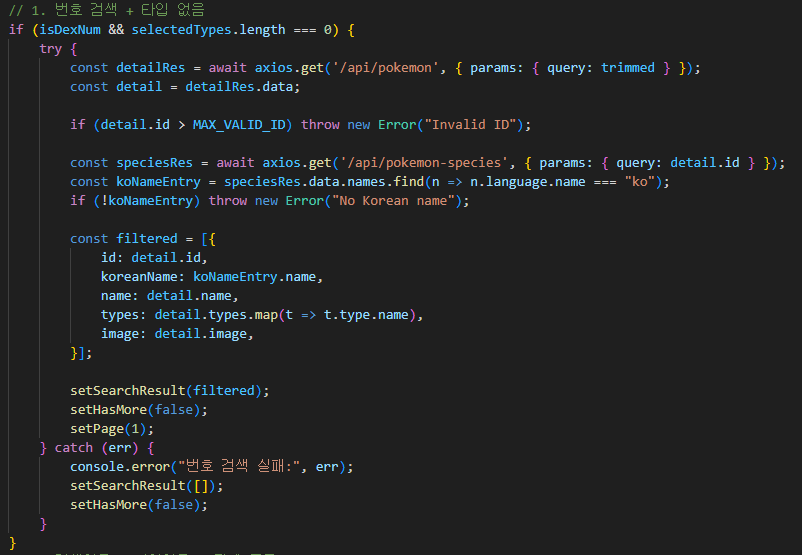 // 1. 번호 검색 + 타입 없음
if (isDexNum && selectedTypes.length === 0) {
    try {
        const detailRes = await axios.get('/api/pokemon', { params: { query: trimmed } });
        const detail = detailRes.data;

        if (detail.id > MAX_VALID_ID) throw new Error("Invalid ID");

        const speciesRes = await axios.get('/api/pokemon-species', { params: { query: detail.id } });
        const koNameEntry = speciesRes.data.names.find(n => n.language.name === "ko");
        if (!koNameEntry) throw new Error("No Korean name");

        const filtered = [{
            id: detail.id,
            koreanName: koNameEntry.name,
            name: detail.name,
            types: detail.types.map(t => t.type.name),
            image: detail.image,
        }];

        setSearchResult(filtered);
        setHasMore(false);
        setPage(1);
    } catch (err) {
        console.error("번호 검색 실패:", err);
        setSearchResult([]);
        setHasMore(false);
    }
}